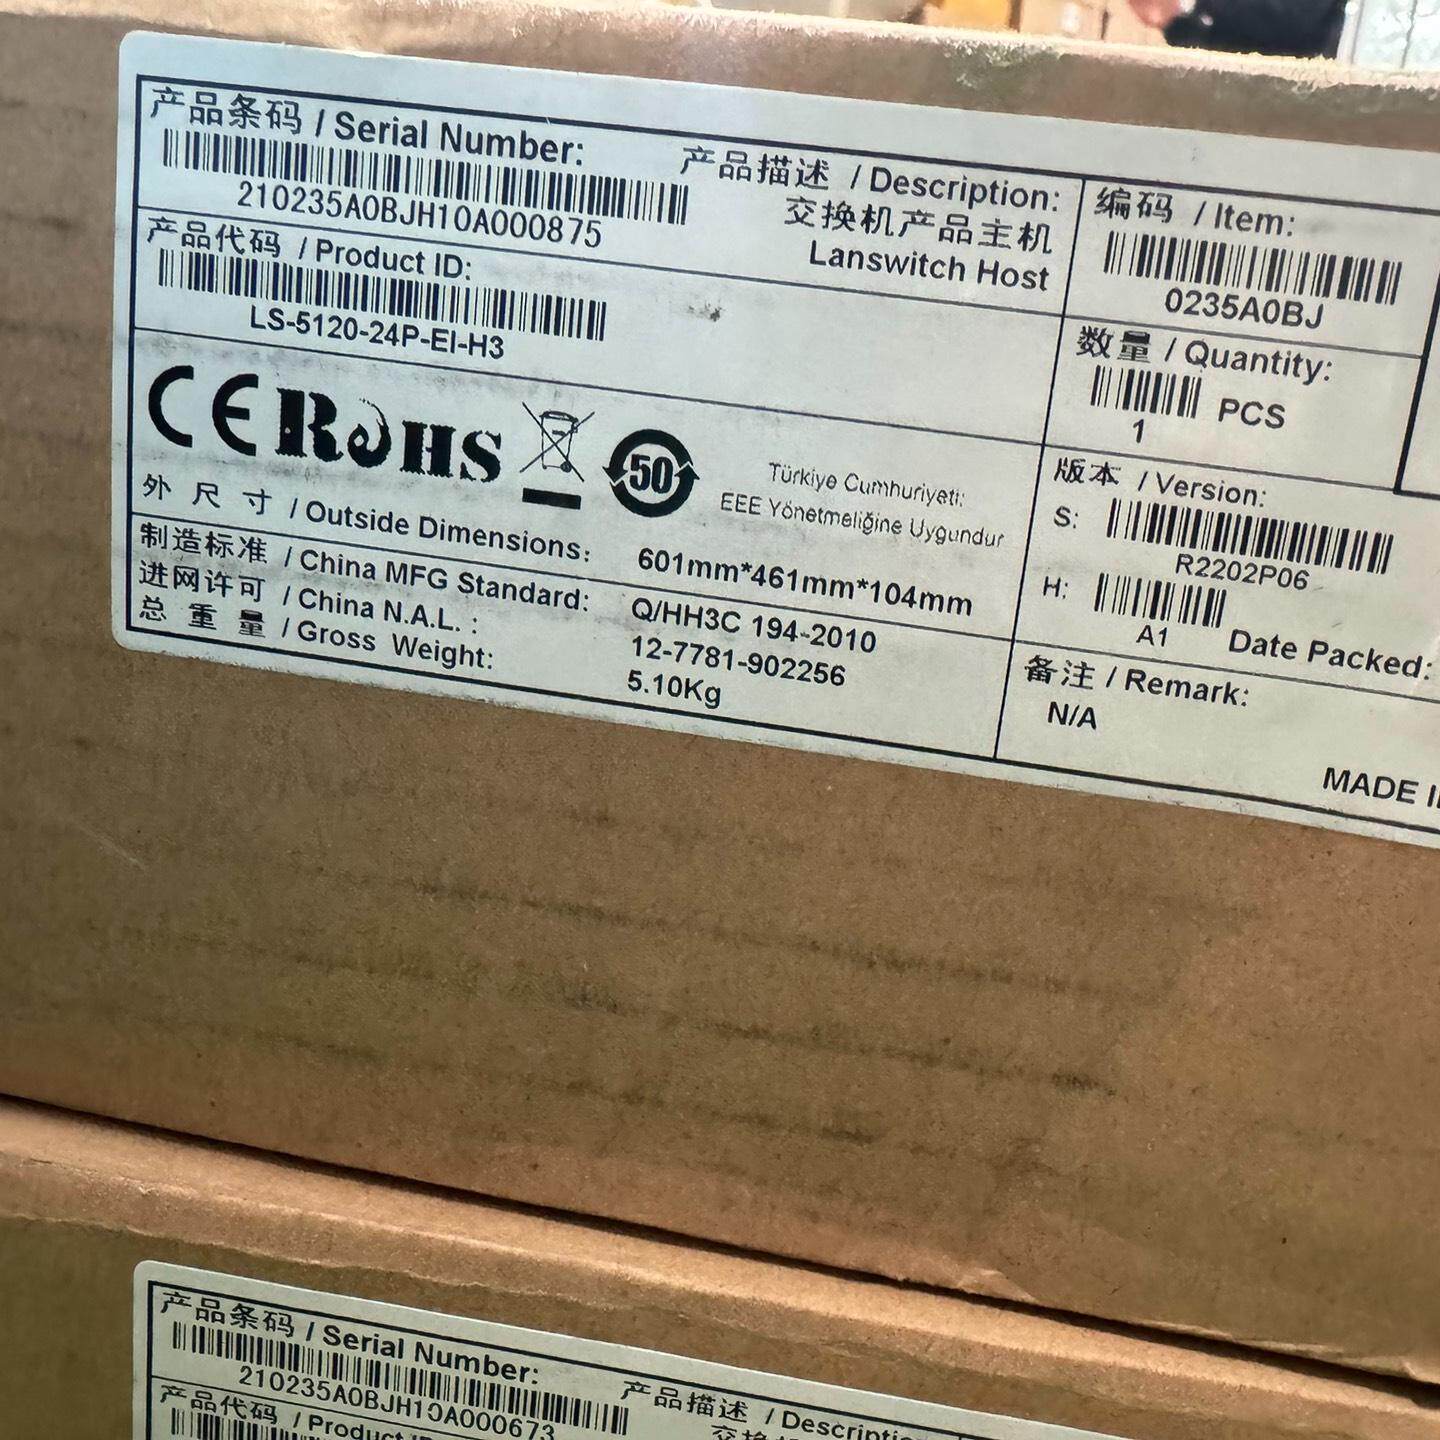 产品条码 / Serial Number:
210235A0BJH10A000875
产品描述 / Description:
交换机产品主机
Lanswitch Host
编码 / Item:
0235A0BJ
产品代码 / Product ID:
LS-5120-24P-EI-H3
数量 / Quantity:
1 PCS
CE RoHS
50
Türkiye Cumhuriyeti:
EEE Yönetmeliğine Uygundur
版本 / Version:
S:
R2202P06
H:
A1
Date Packed:
外尺寸 / Outside Dimensions: 601mm*461mm*104mm
制造标准 / China MFG Standard: Q/HH3C 194-2010
进网许可 / China N.A.L. : 12-7781-902256
总重量 / Gross Weight: 5.10Kg
备注 / Remark:
N/A
MADE
产品条码 / Serial Number:
210235A0BJH10A000673
产品描述 /
产品代码 / Product